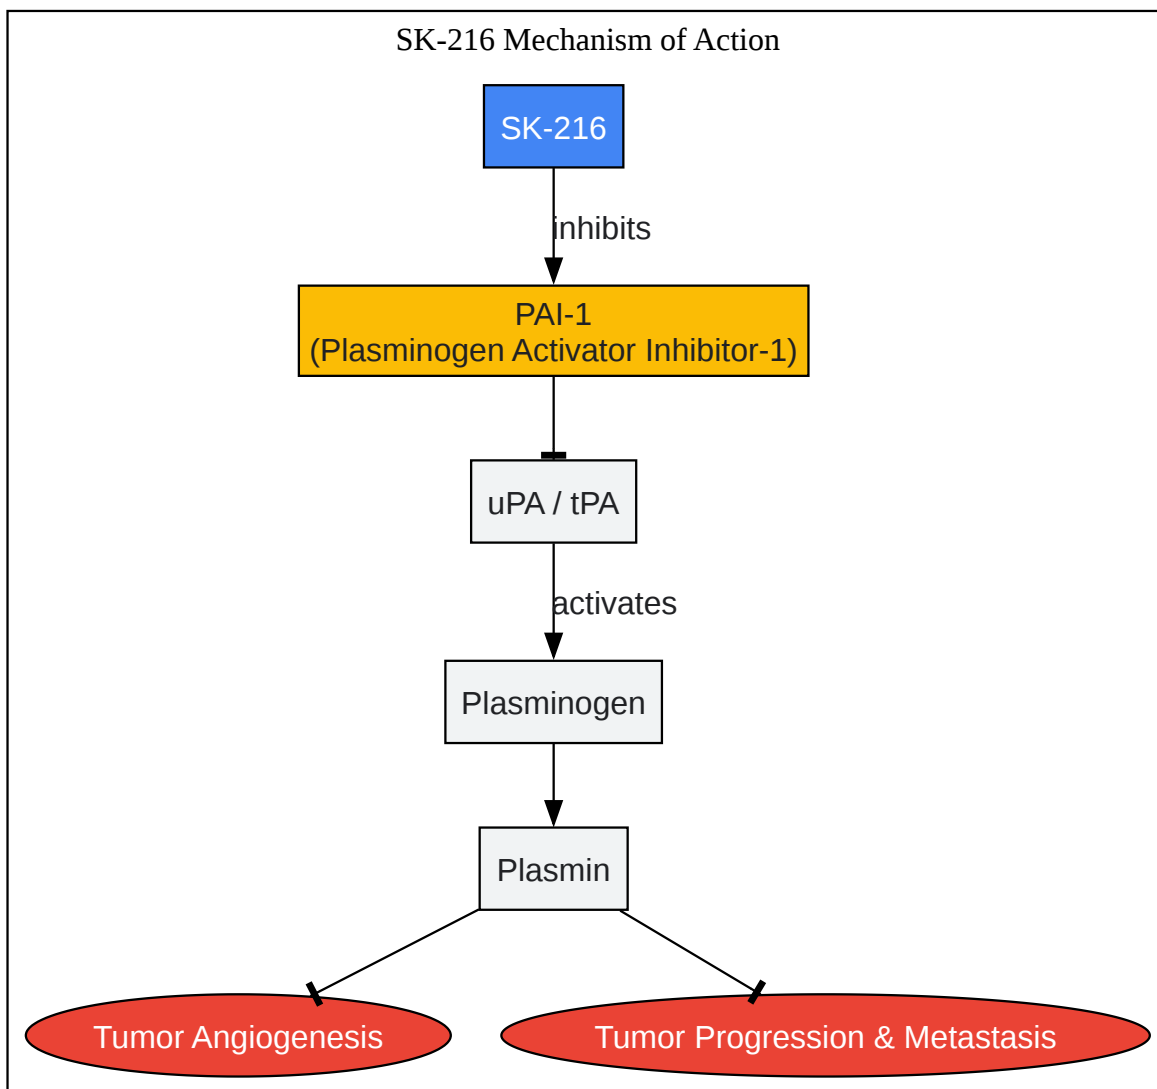 SK-216 Mechanism of Action
SK-216
inhibits
PAI-1
(Plasminogen Activator Inhibitor-1)
uPA / tPA
activates
Plasminogen
Plasmin
Tumor Angiogenesis
Tumor Progression & Metastasis